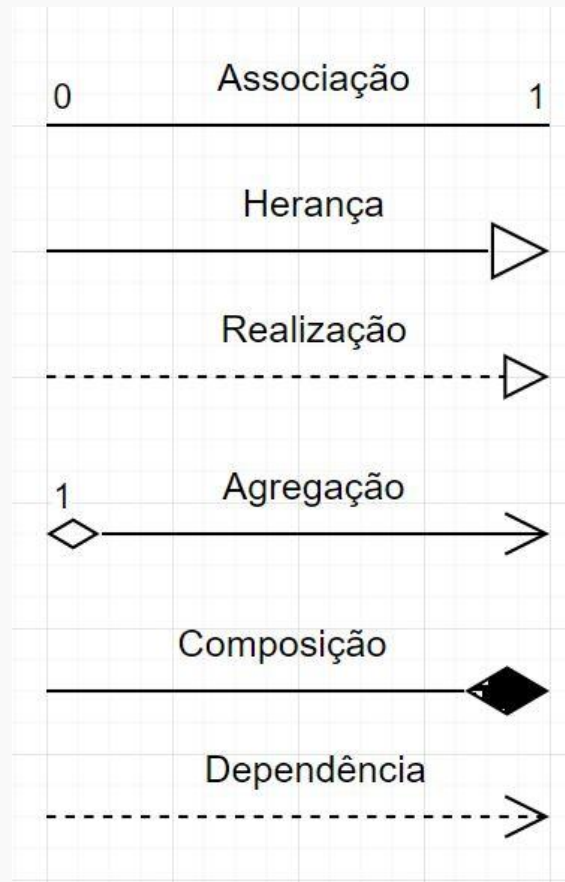 Associação
0 1
Herança
Realização
1 Agregação
Composição
Dependência